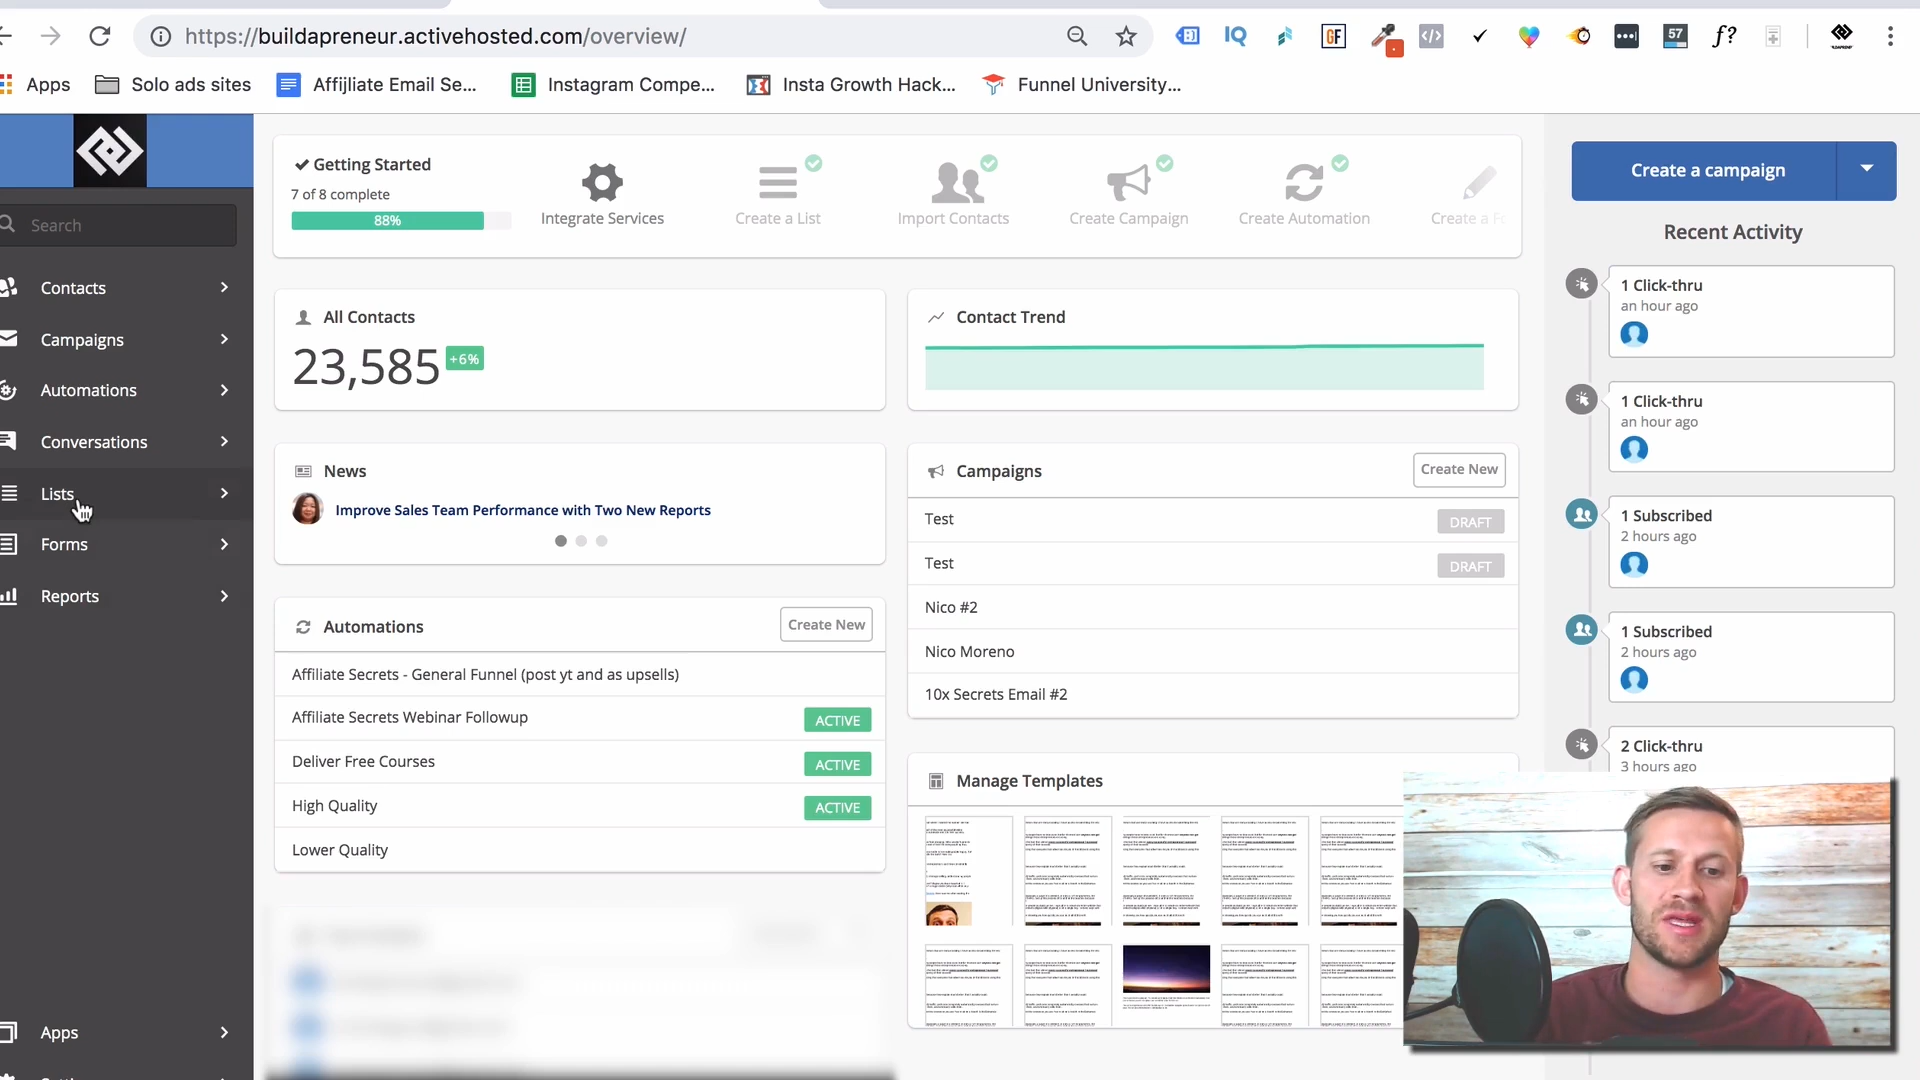 https://buildapreneur.activehosted.com/overview/
IQ
GF
57
f?
Apps
Solo ads sites
Affijliate Email Se...
Instagram Compe...
Insta Growth Hack...
Funnel University...
Search
Contacts
Campaigns
Automations
Conversations
Lists
Forms
Reports
Apps
Getting Started
7 of 8 complete
88%
Integrate Services
Create a List
Import Contacts
Create Campaign
Create Automation
Create a Fo
All Contacts
23,585 +6%
Contact Trend
News
Improve Sales Team Performance with Two New Reports
Automations
Create New
Affiliate Secrets - General Funnel (post yt and as upsells)
Affiliate Secrets Webinar Followup ACTIVE
Deliver Free Courses ACTIVE
High Quality ACTIVE
Lower Quality
Campaigns
Create New
Test DRAFT
Test DRAFT
Nico #2
Nico Moreno
10x Secrets Email #2
Manage Templates
Create a campaign
Recent Activity
1 Click-thru
an hour ago
1 Click-thru
an hour ago
1 Subscribed
2 hours ago
1 Subscribed
2 hours ago
2 Click-thru
3 hours ago